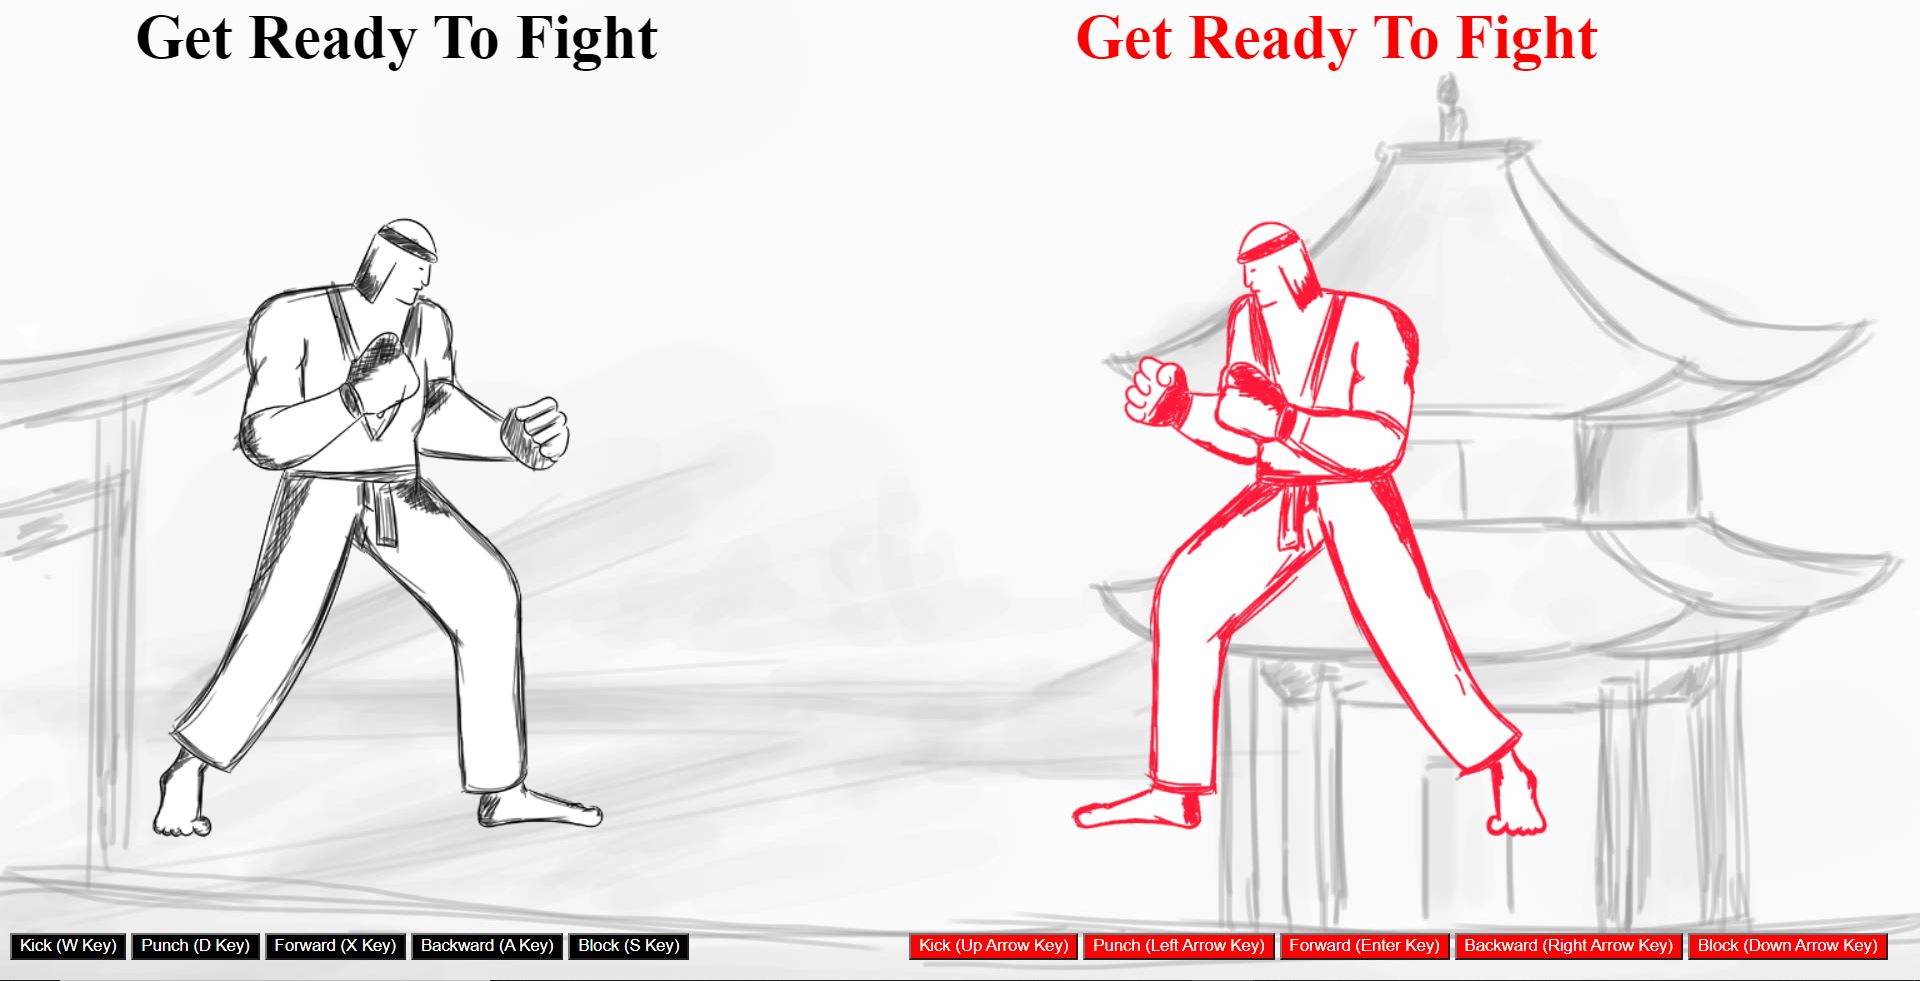 Get Ready To Fight
Get Ready To Fight
Kick (W Key)
Punch (D Key)
Forward (X Key)
Backward (A Key)
Block (S Key)
Kick (Up Arrow Key)
Punch (Left Arrow Key)
Forward (Enter Key)
Backward (Right Arrow Key)
Block (Down Arrow Key)